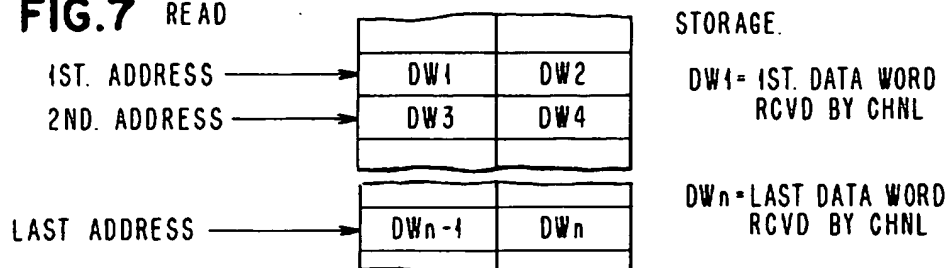 FIG.7 READ
STORAGE.
1ST. ADDRESS DW1 DW2 DW1= 1ST. DATA WORD
RCVD BY CHNL
2ND. ADDRESS DW3 DW4
DWn=LAST DATA WORD
RCVD BY CHNL
LAST ADDRESS DWn-1 DWn